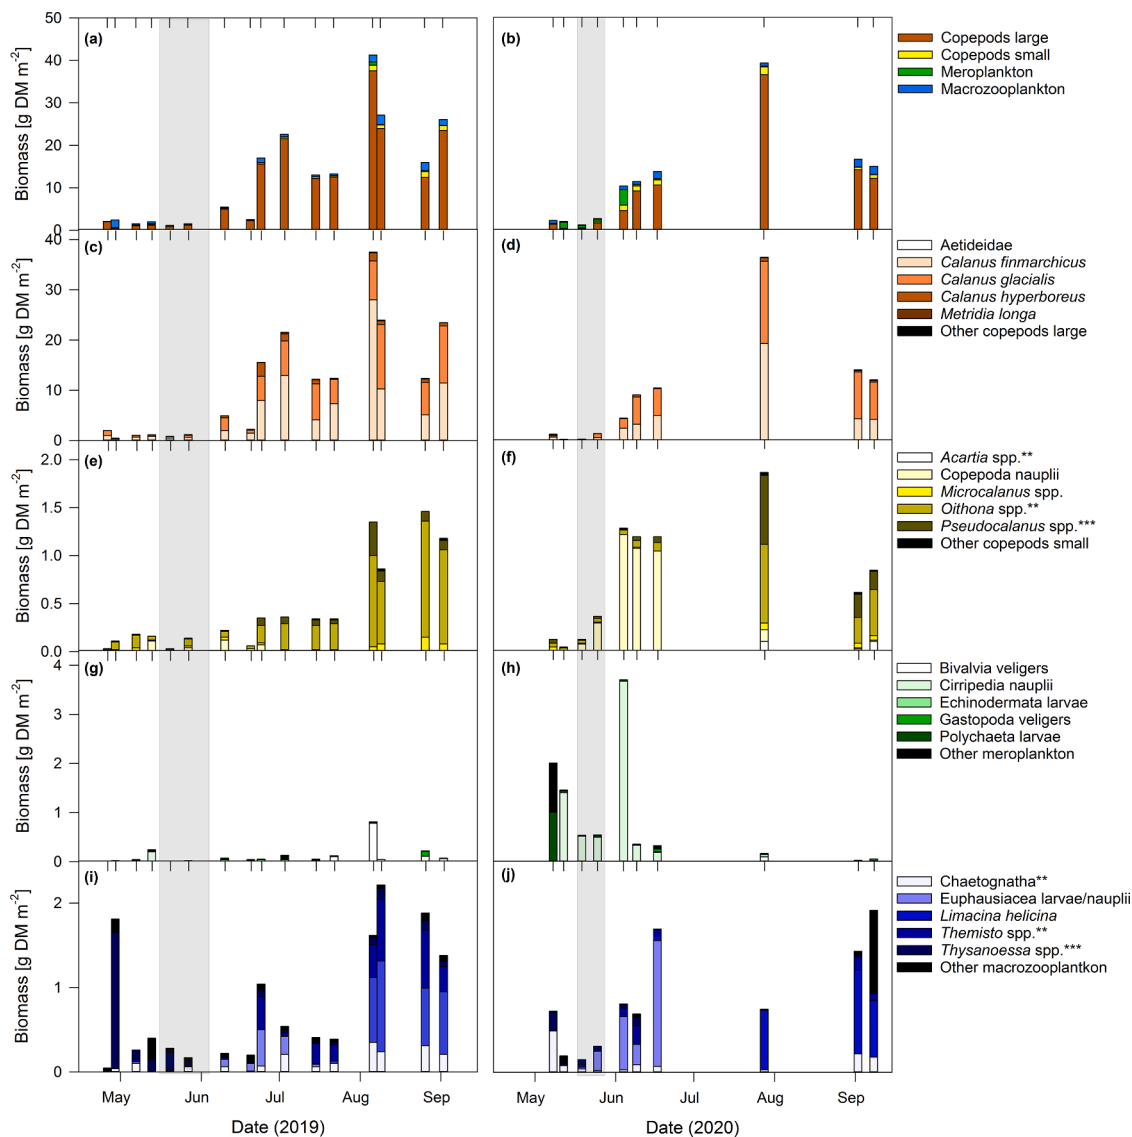 (a)
50
40
30
20
10
0
Biomass [g DM m⁻²]
(b)
Copepods large
Copepods small
Meroplankton
Macrozooplankton
(c)
40
30
20
10
0
Biomass [g DM m⁻²]
(d)
Aetideidae
Calanus finmarchicus
Calanus glacialis
Calanus hyperboreus
Metridia longa
Other copepods large
(e)
2.0
1.5
1.0
0.5
0.0
Biomass [g DM m⁻²]
(f)
Acartia spp.**
Copepoda nauplii
Microcalanus spp.
Oithona spp.**
Pseudocalanus spp.***
Other copepods small
(g)
4
3
2
1
0
Biomass [g DM m⁻²]
(h)
Bivalvia veligers
Cirripedia nauplii
Echinodermata larvae
Gastopoda veligers
Polychaeta larvae
Other meroplankton
(i)
2
1
0
Biomass [g DM m⁻²]
(j)
Chaetognatha**
Euphausiacea larvae/nauplii
Limacina helicina
Themisto spp.**
Thysanoessa spp.***
Other macrozooplantkon
May Jun Jul Aug Sep
Date (2019)
May Jun Jul Aug Sep
Date (2020)